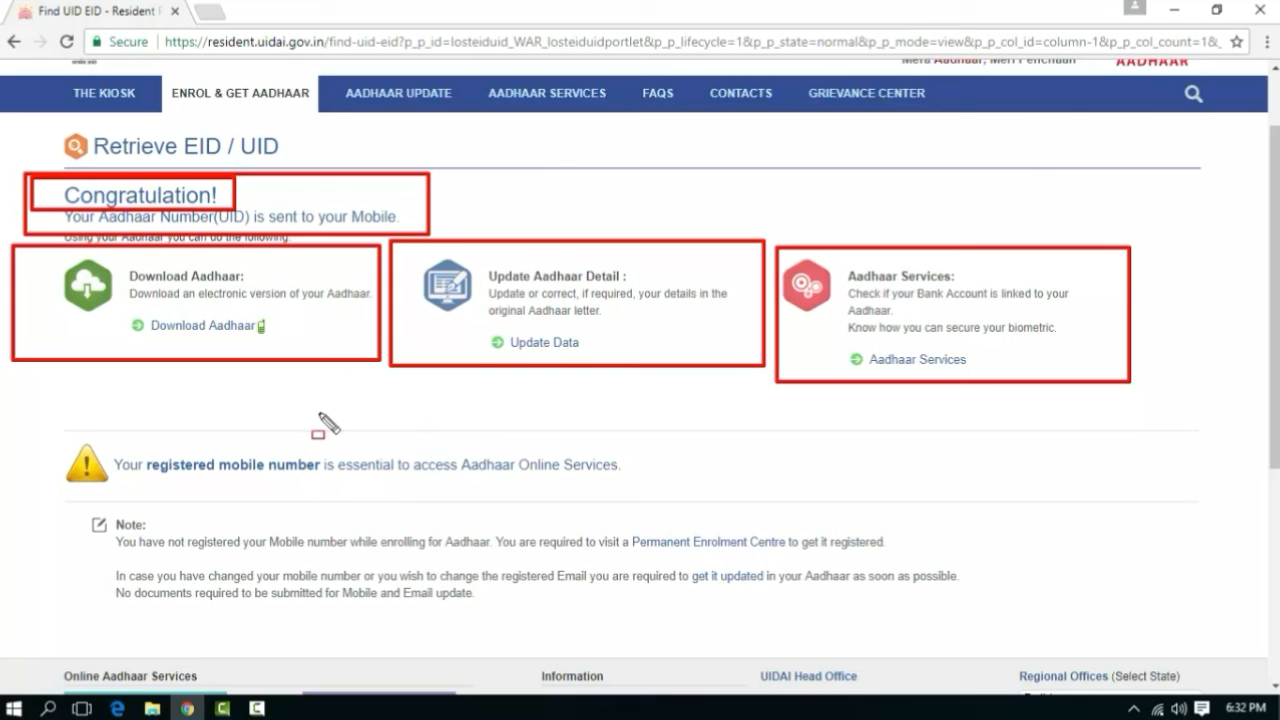 Find UID EID - Resident
Secure
https://resident.uidai.gov.in/find-uid-eid?p_p_id=losteiduid_WAR_losteiduidportlet&p_p_lifecycle=1&p_p_state=normal&p_p_mode=view&p_p_col_id=column-1&p_p_col_count=1&_
Mera Aadhaar, Meri Pehchaan
AADHAAR
THE KIOSK
ENROL & GET AADHAAR
AADHAAR UPDATE
AADHAAR SERVICES
FAQS
CONTACTS
GRIEVANCE CENTER
Retrieve EID / UID
Congratulation!
Your Aadhaar Number(UID) is sent to your Mobile.
Using your Aadhaar you can do the following:
Download Aadhaar:
Download an electronic version of your Aadhaar.
Download Aadhaar
Update Aadhaar Detail :
Update or correct, if required, your details in the
original Aadhaar letter.
Update Data
Aadhaar Services:
Check if your Bank Account is linked to your
Aadhaar.
Know how you can secure your biometric.
Aadhaar Services
Your registered mobile number is essential to access Aadhaar Online Services.
Note:
You have not registered your Mobile number while enrolling for Aadhaar. You are required to visit a Permanent Enrolment Centre to get it registered.
In case you have changed your mobile number or you wish to change the registered Email you are required to get it updated in your Aadhaar as soon as possible.
No documents required to be submitted for Mobile and Email update.
Online Aadhaar Services
Information
UIDAI Head Office
Regional Offices (Select State)
6:32 PM